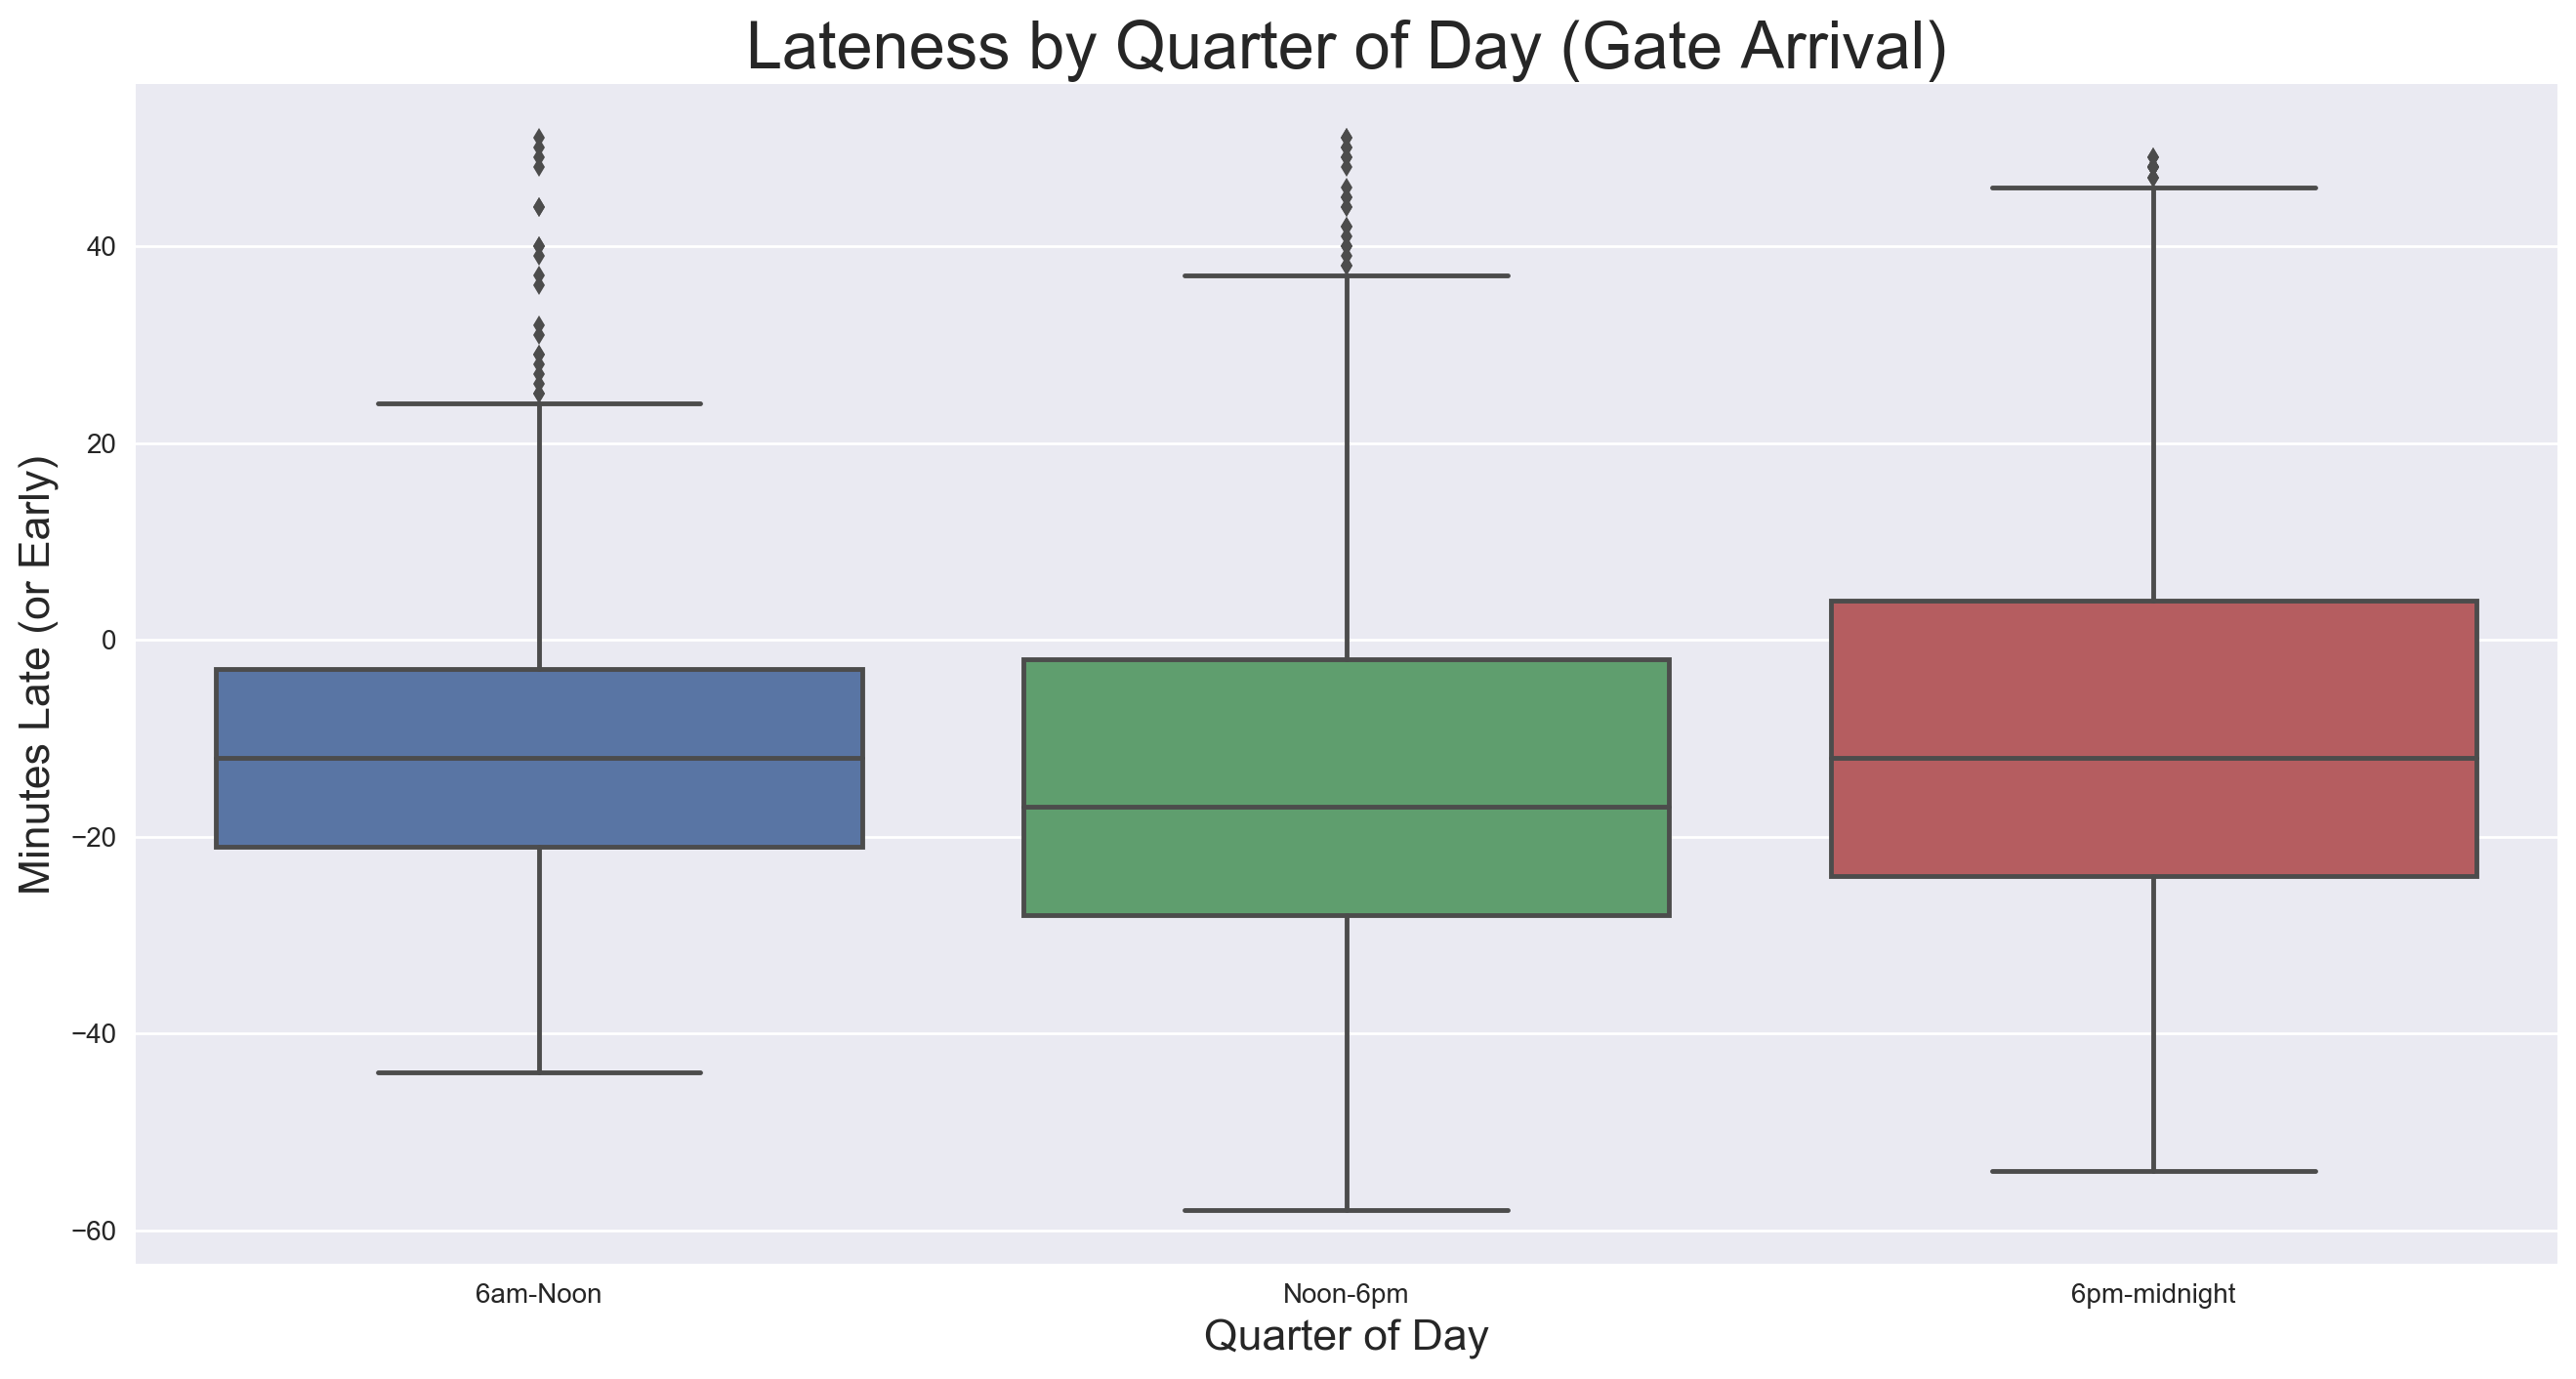 Lateness by Quarter of Day (Gate Arrival)
Minutes Late (or Early)
40
20
0
−20
−40
−60
6am-Noon
Noon-6pm
6pm-midnight
Quarter of Day